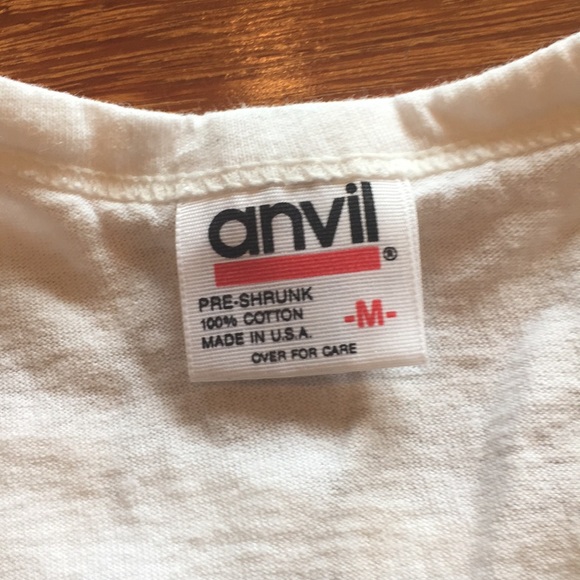 anvil®
PRE-SHRUNK
100% COTTON
MADE IN U.S.A.
-M-
OVER FOR CARE